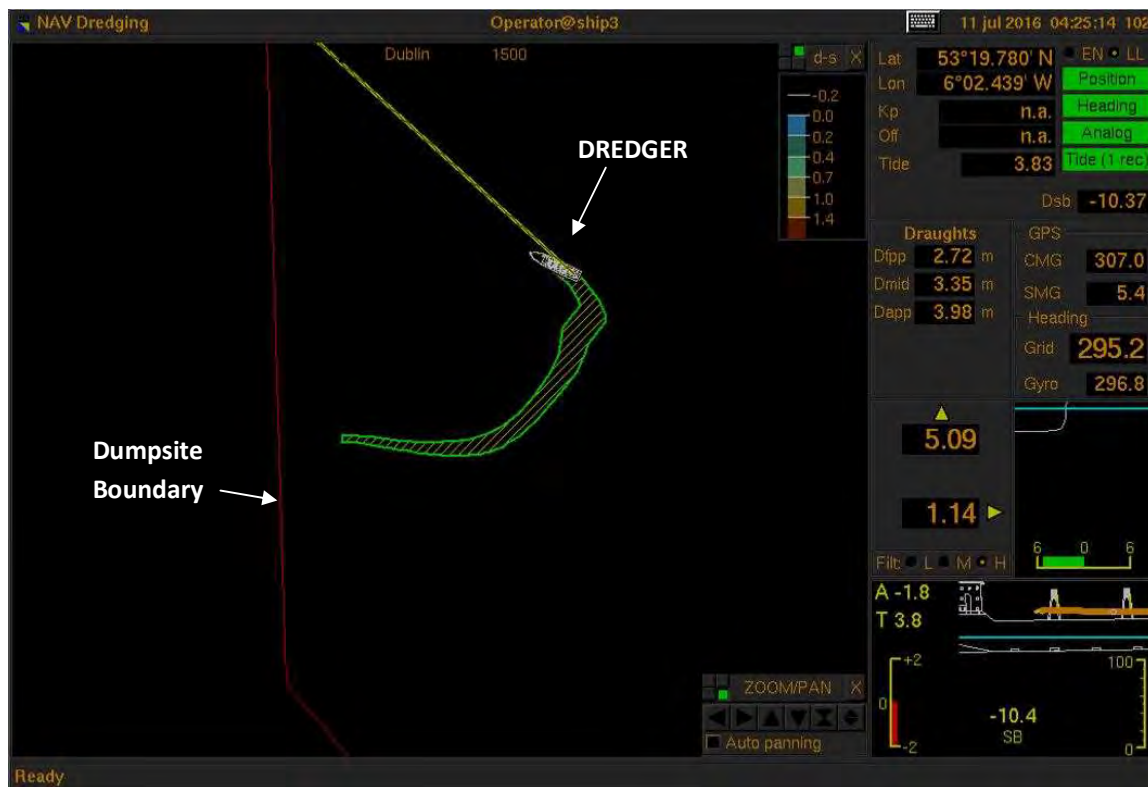 NAV Dredging Operator@ship3 11 jul 2016 04:25:14 102
Dublin 1500
d-s X
-0.2
0.0
0.2
0.4
0.7
1.0
1.4
DREDGER
Dumpsite
Boundary
Lat 53°19.780' N EN LL
Lon 6°02.439' W Position
Kp n.a. Heading
Off n.a. Analog
Tide 3.83 Tide (1 rec)
Dsb -10.37
Draughts
Dfpp 2.72 m
Dmid 3.35 m
Dapp 3.98 m
GPS
CMG 307.0
SMG 5.4
Heading
Grid 295.2
Gyro 296.8
5.09
1.14
Filt: L M H
6 0 6
A -1.8
T 3.8
+2
0
-2
100
0
-10.4
SB
ZOOM/PAN X
Auto panning
Ready